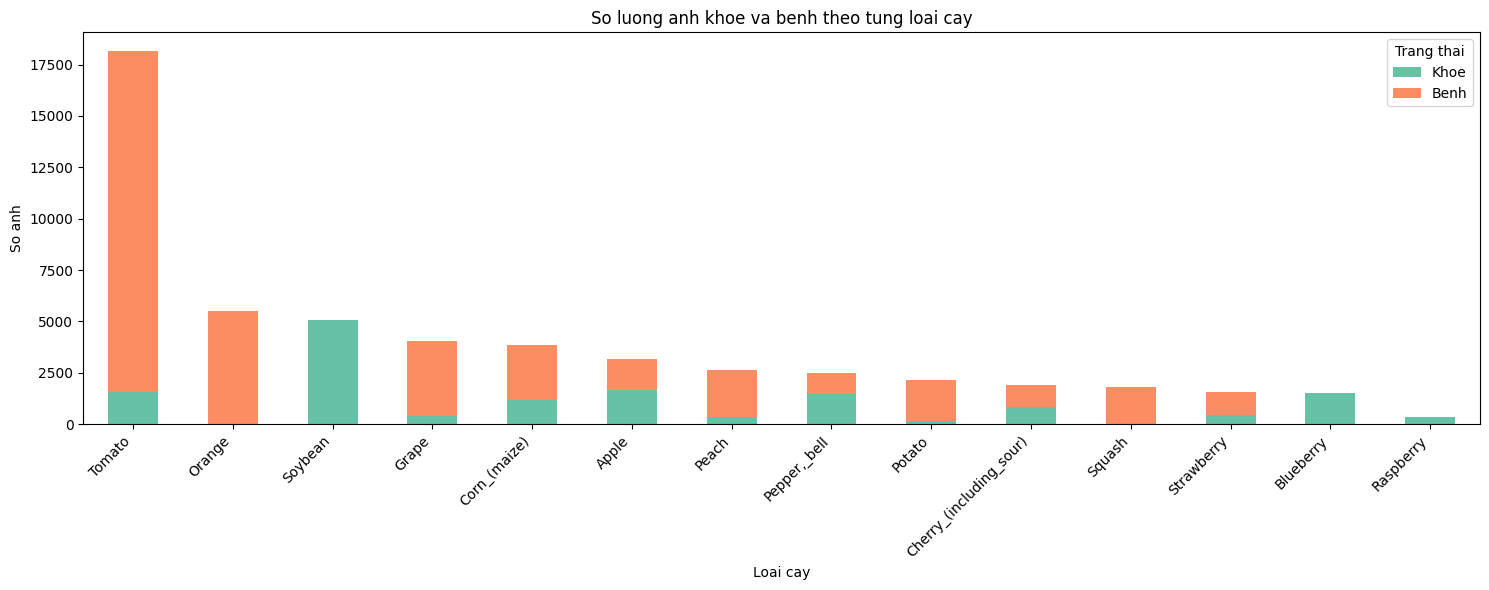 So luong anh khoe va benh theo tung loai cay
Trang thai
Khoe
Benh
So anh
17500
15000
12500
10000
7500
5000
2500
0
Tomato
Orange
Soybean
Grape
Corn_(maize)
Apple
Peach
Pepper,_bell
Potato
Cherry_(including_sour)
Squash
Strawberry
Blueberry
Raspberry
Loai cay